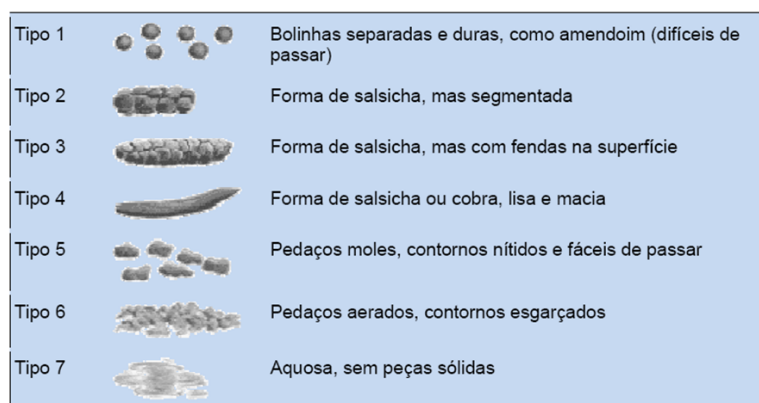 Tipo 1 Bolinhas separadas e duras, como amendoim (difíceis de
passar)
Tipo 2 Forma de salsicha, mas segmentada
Tipo 3 Forma de salsicha, mas com fendas na superfície
Tipo 4 Forma de salsicha ou cobra, lisa e macia
Tipo 5 Pedaços moles, contornos nítidos e fáceis de passar
Tipo 6 Pedaços aerados, contornos esgarçados
Tipo 7 Aquosa, sem peças sólidas